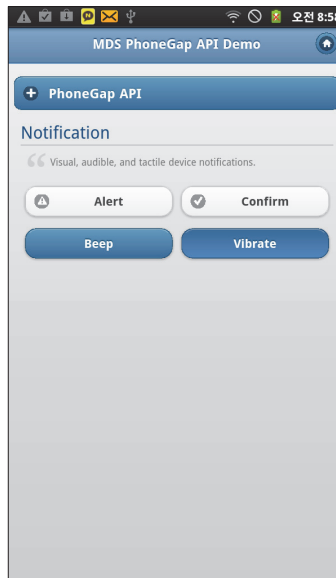 오전 8:58
MDS PhoneGap API Demo
PhoneGap API
Notification
Visual, audible, and tactile device notifications.
Alert
Confirm
Beep
Vibrate